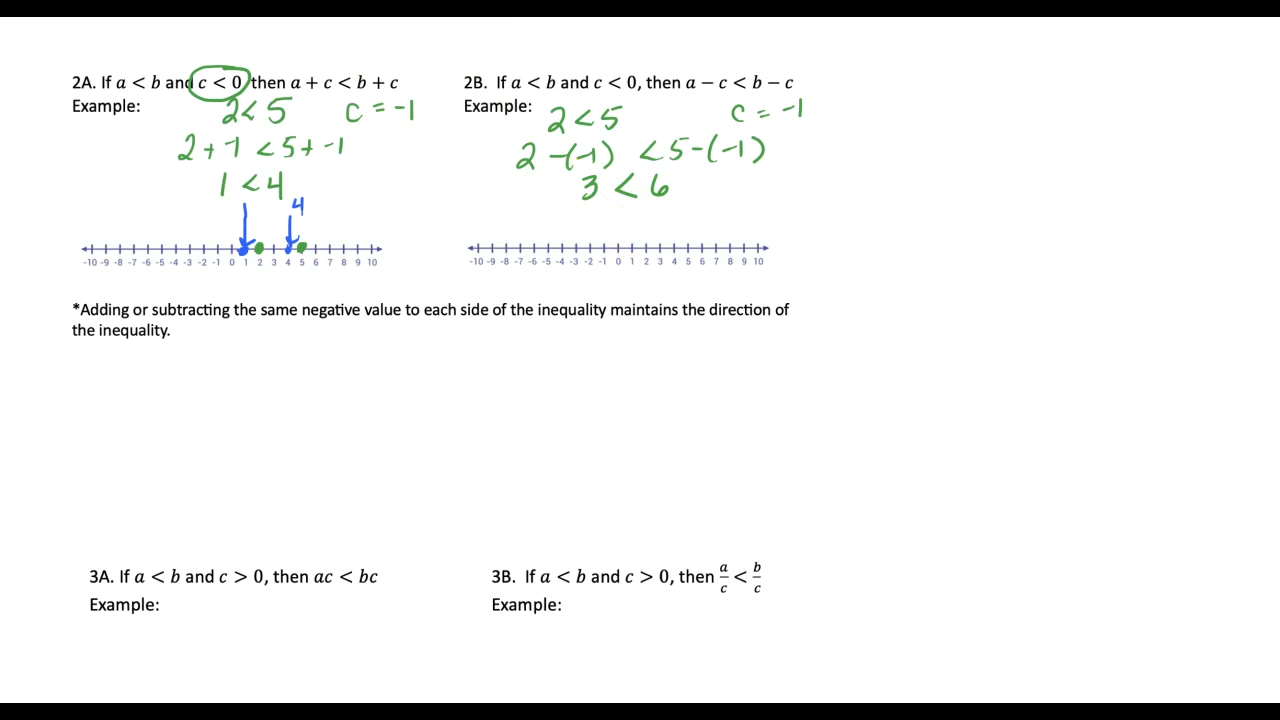 2A. If a < b and c < 0, then a + c < b + c
Example:
2 < 5 c = -1
2 + -1 < 5 + -1
1 < 4
4
-10 -9 -8 -7 -6 -5 -4 -3 -2 -1 0 1 2 3 4 5 6 7 8 9 10
2B. If a < b and c < 0, then a − c < b − c
Example:
2 < 5 c = -1
2 -(-1) < 5 -(-1)
3 < 6
-10 -9 -8 -7 -6 -5 -4 -3 -2 -1 0 1 2 3 4 5 6 7 8 9 10
*Adding or subtracting the same negative value to each side of the inequality maintains the direction of
the inequality.
3A. If a < b and c > 0, then ac < bc
Example:
3B. If a < b and c > 0, then a/c < b/c
Example: